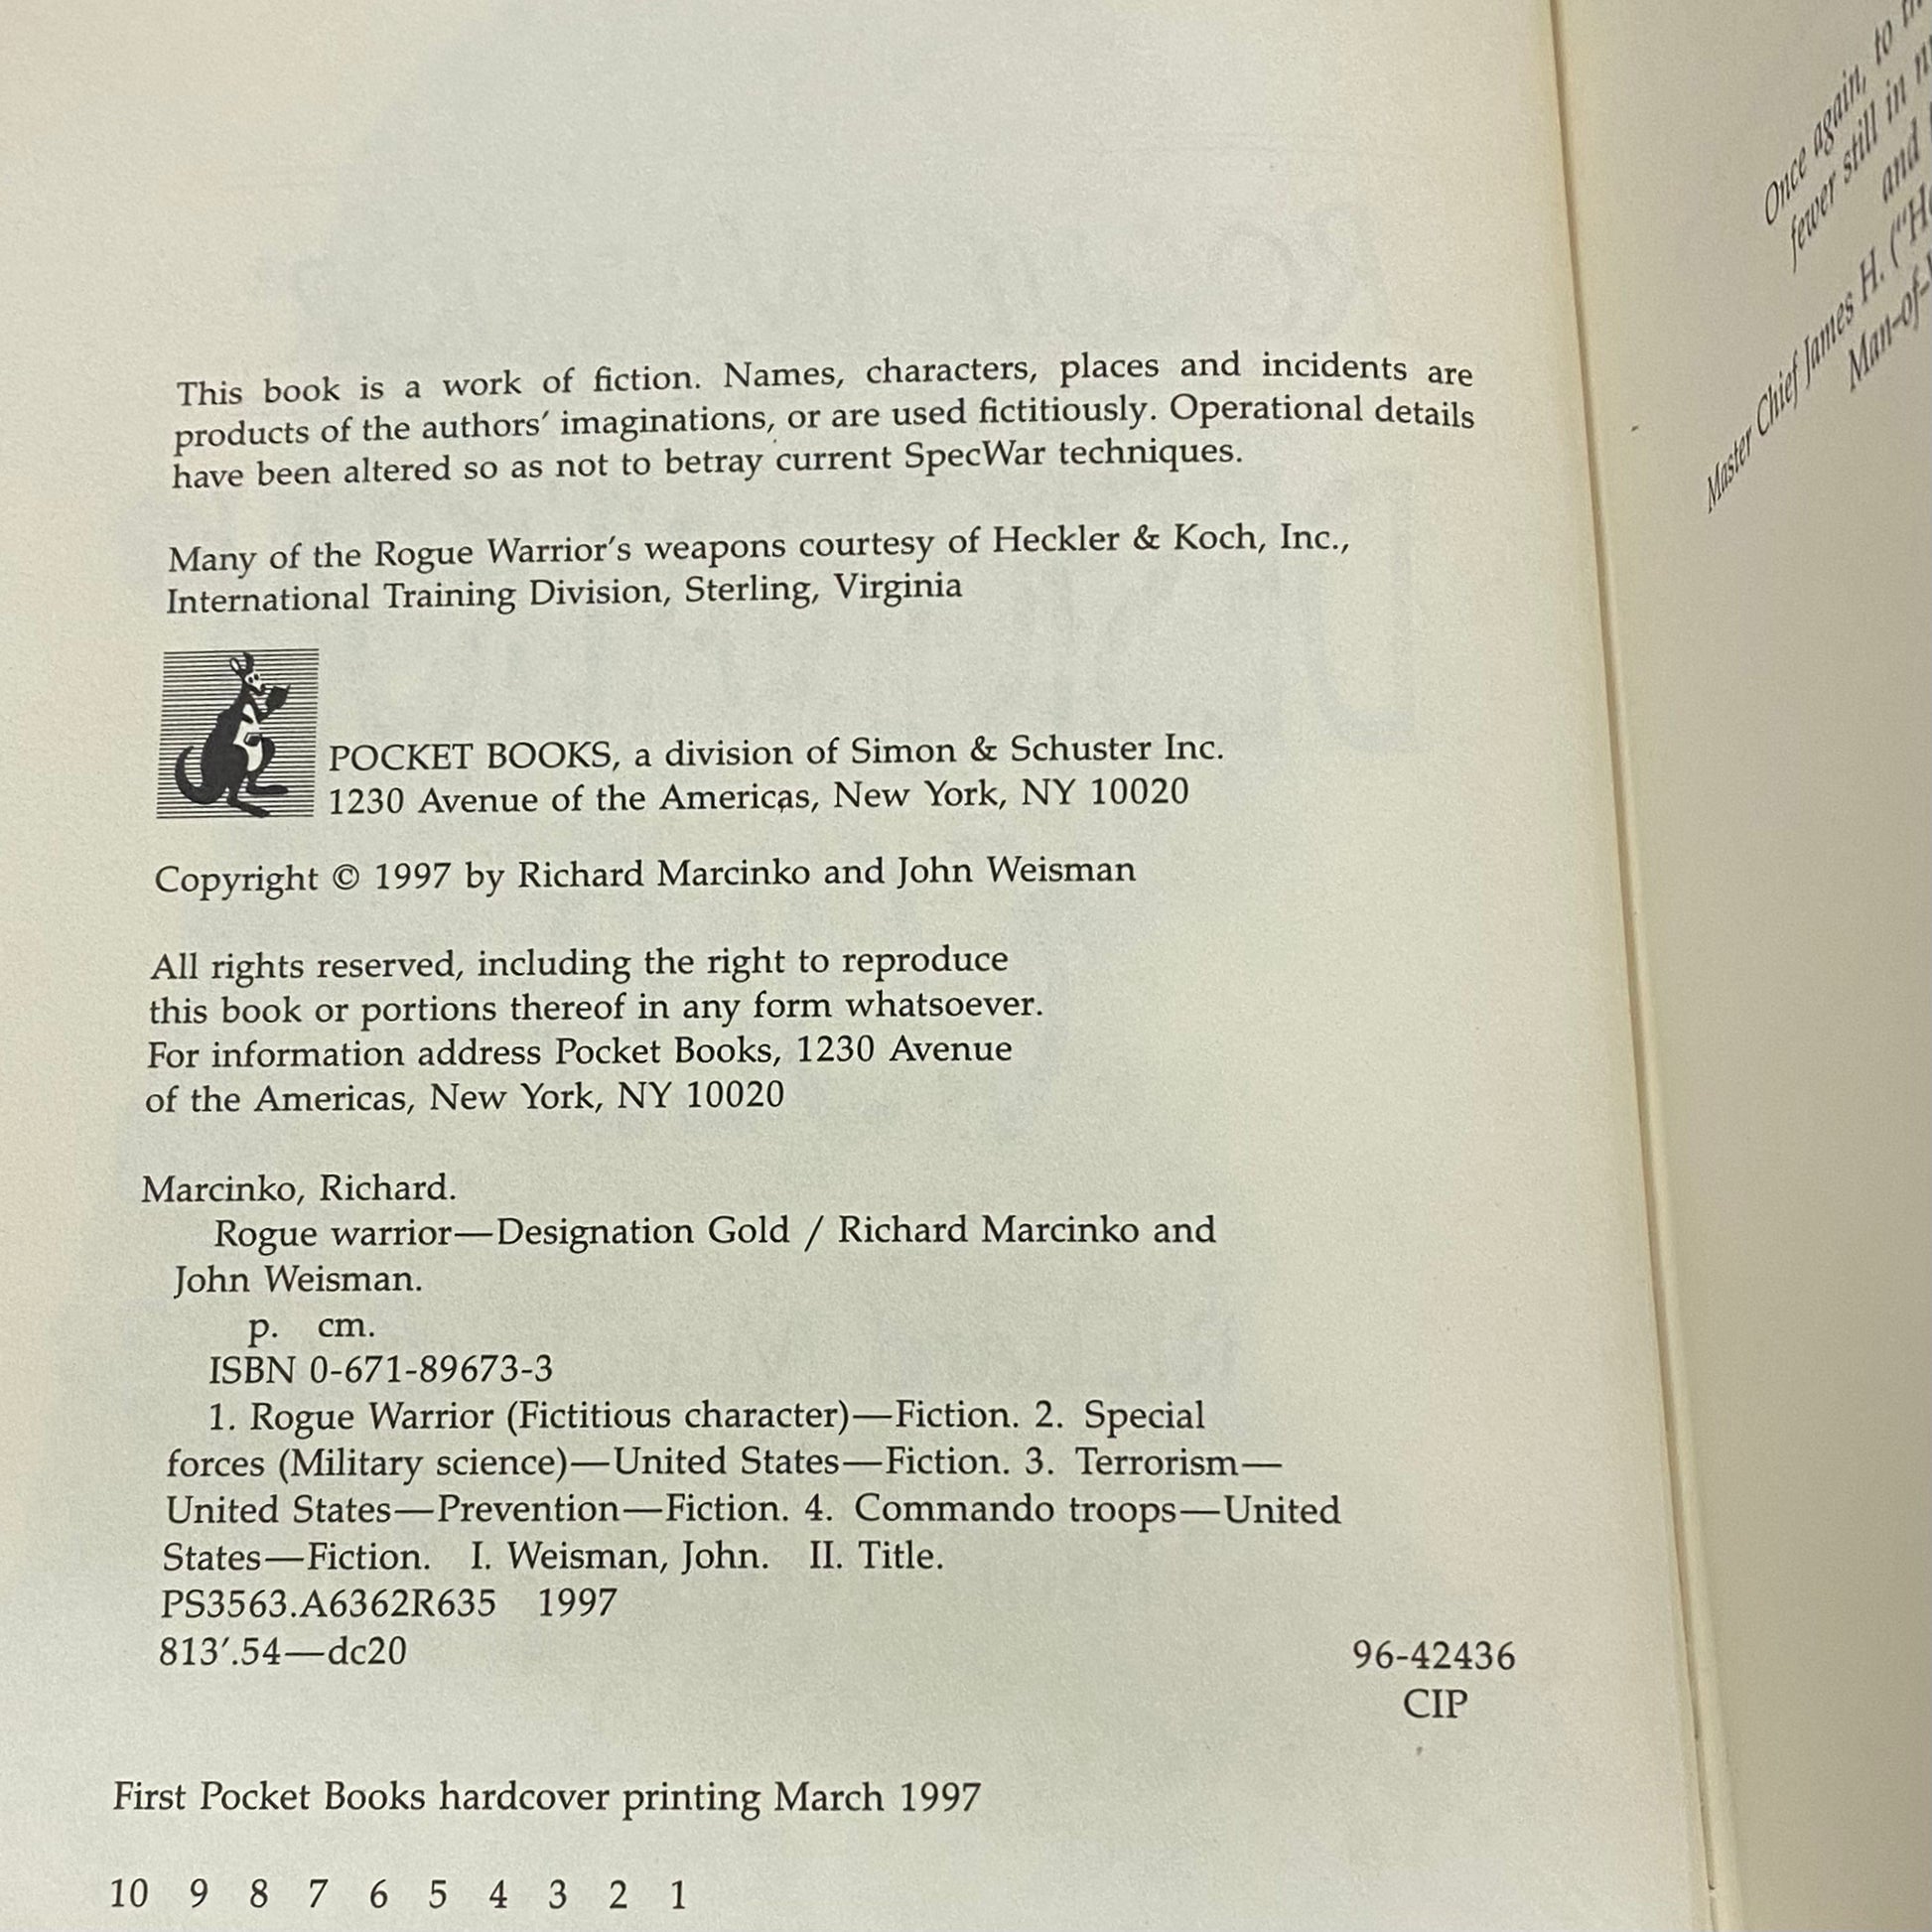 This book is a work of fiction. Names, characters, places and incidents are
products of the authors' imaginations, or are used fictitiously. Operational details
have been altered so as not to betray current SpecWar techniques.
Many of the Rogue Warrior's weapons courtesy of Heckler & Koch, Inc.,
International Training Division, Sterling, Virginia
POCKET BOOKS, a division of Simon & Schuster Inc.
1230 Avenue of the Americas, New York, NY 10020
Copyright © 1997 by Richard Marcinko and John Weisman
All rights reserved, including the right to reproduce
this book or portions thereof in any form whatsoever.
For information address Pocket Books, 1230 Avenue
of the Americas, New York, NY 10020
Marcinko, Richard.
Rogue warrior—Designation Gold / Richard Marcinko and
John Weisman.
p. cm.
ISBN 0-671-89673-3
1. Rogue Warrior (Fictitious character)—Fiction. 2. Special
forces (Military science)—United States—Fiction. 3. Terrorism—
United States—Prevention—Fiction. 4. Commando troops—United
States—Fiction. I. Weisman, John. II. Title.
PS3563.A6362R635 1997
813′.54—dc20
96-42436
CIP
First Pocket Books hardcover printing March 1997
10 9 8 7 6 5 4 3 2 1
Once again, to
fewer still in
and
Master Chief James H.
Man-of-